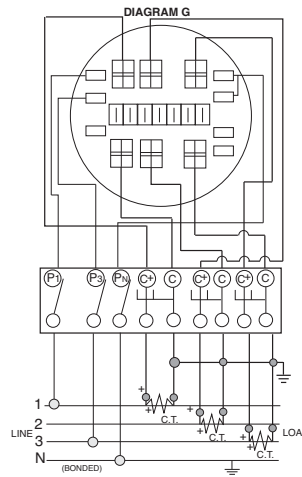 DIAGRAM G
P1 P3 PN C+ C C+ C C+ C
+ + +
1
+ C.T.
2
+ C.T.
LINE LOA
3
+ C.T.
N
(BONDED)